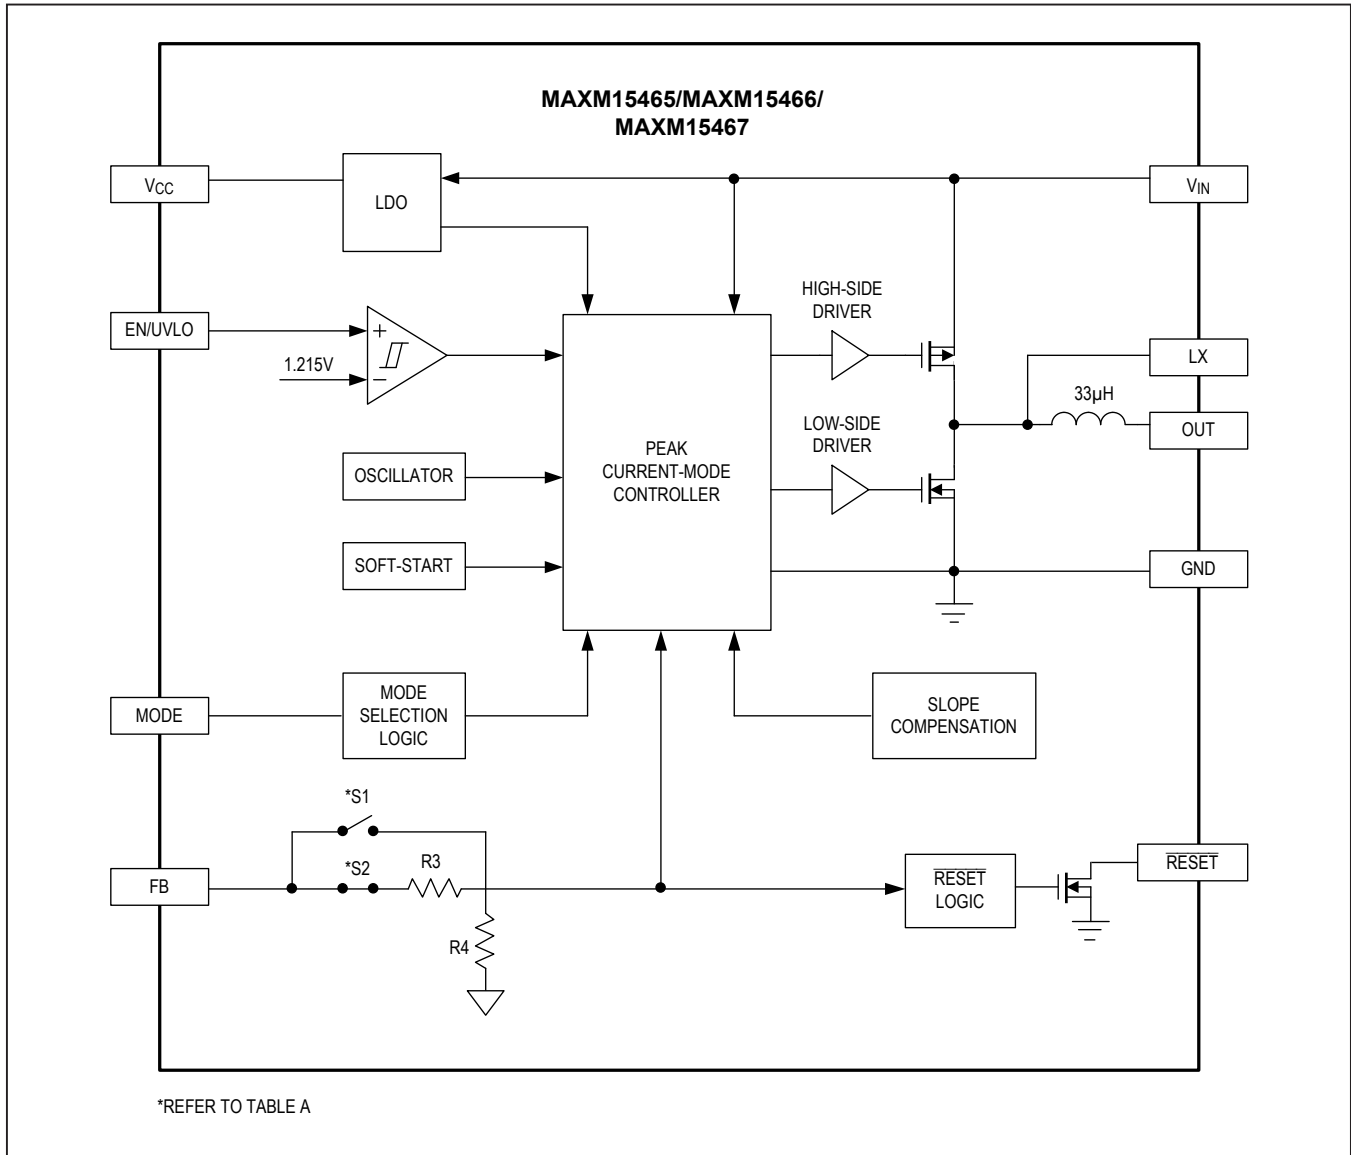 MAXM15465/MAXM15466/
MAXM15467
VCC
LDO
VIN
HIGH-SIDE
DRIVER
EN/UVLO
+
1.215V
−
LX
33µH
OUT
LOW-SIDE
DRIVER
PEAK
CURRENT-MODE
CONTROLLER
OSCILLATOR
SOFT-START
GND
MODE
MODE
SELECTION
LOGIC
SLOPE
COMPENSATION
*S1
*S2
R3
FB
R4
RESET
LOGIC
RESET
*REFER TO TABLE A